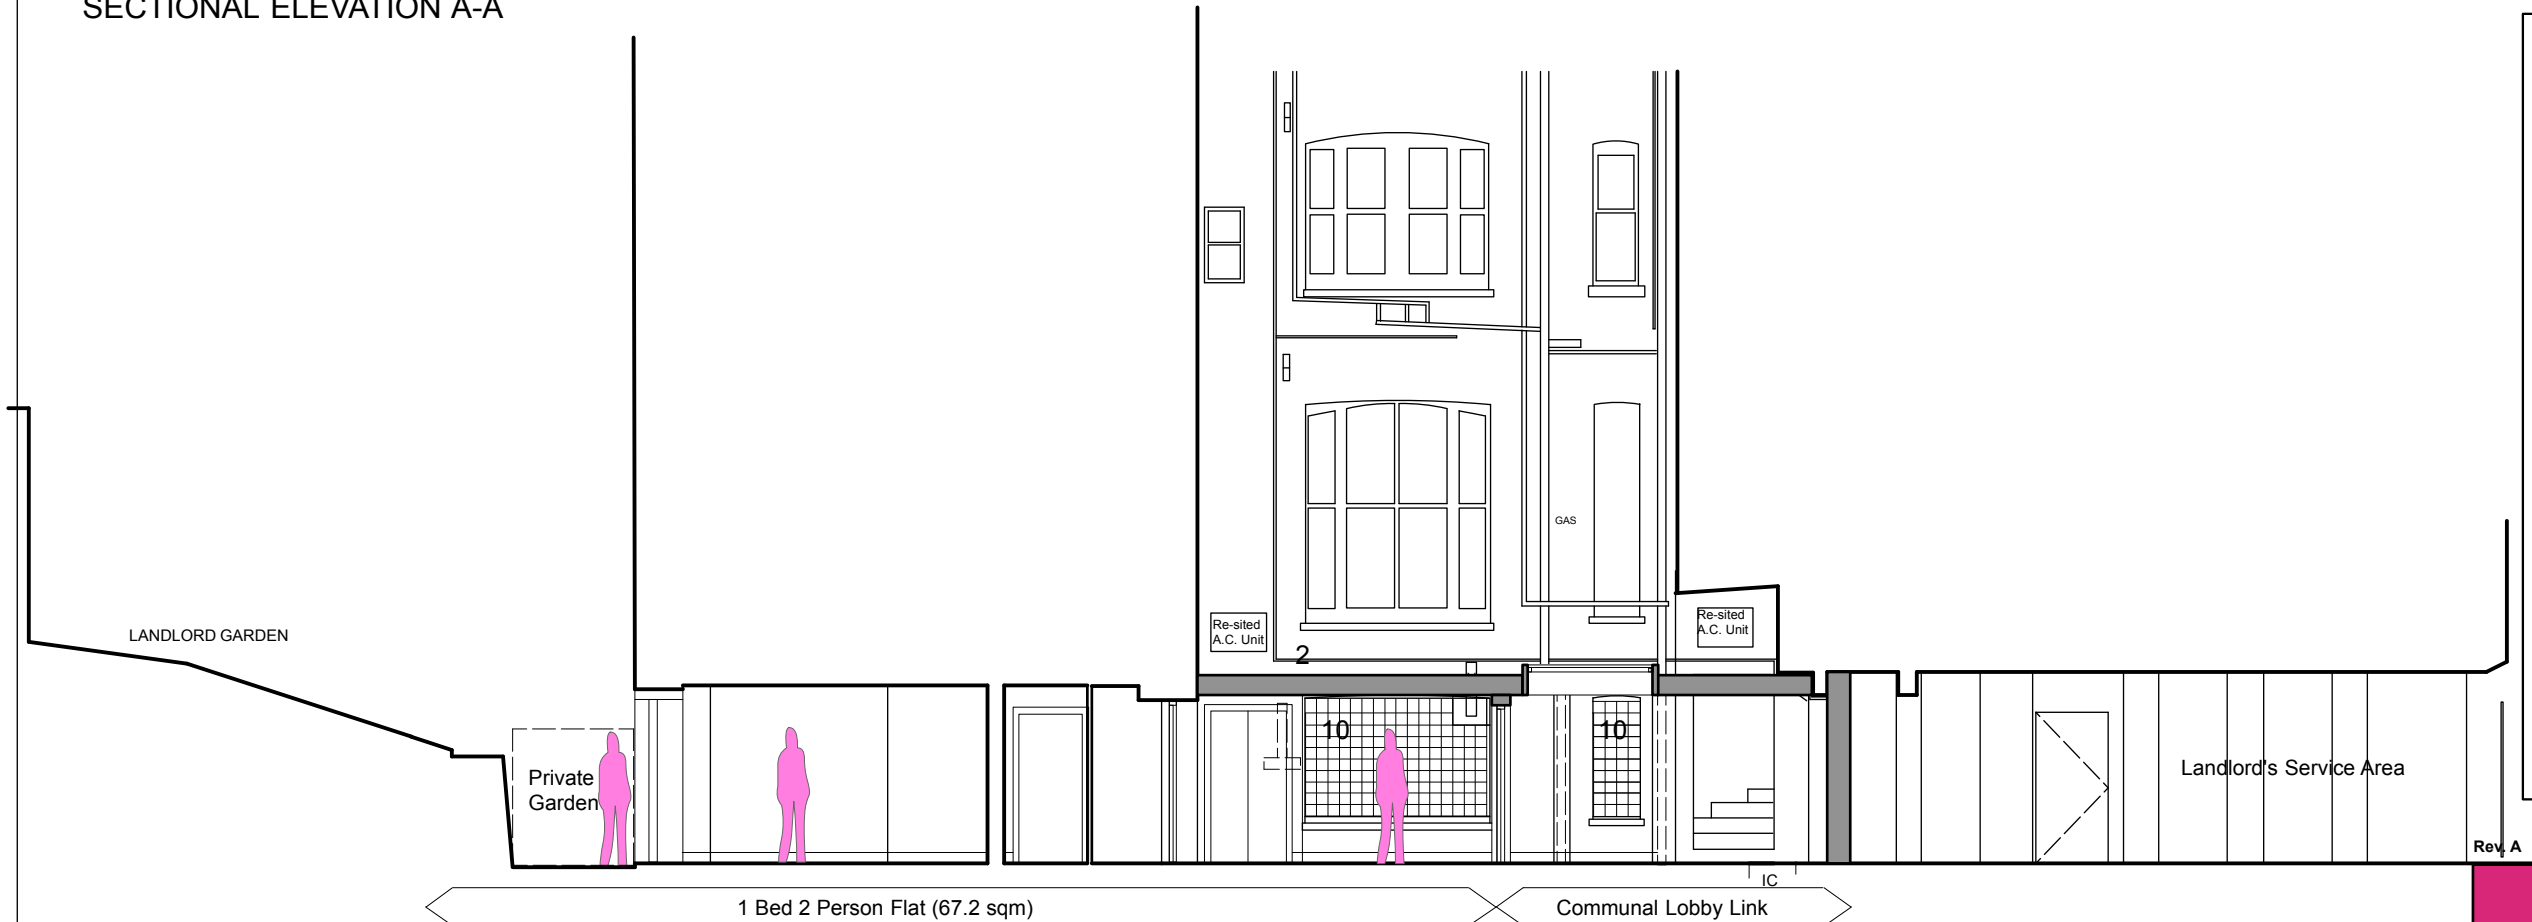 SECTIONAL ELEVATION A-A
GAS
Re-sited
A.C. Unit
Re-sited
A.C. Unit
LANDLORD GARDEN
2
10
10
Private
Garden
Landlord's Service Area
Rev. A
IC
1 Bed 2 Person Flat (67.2 sqm)
Communal Lobby Link